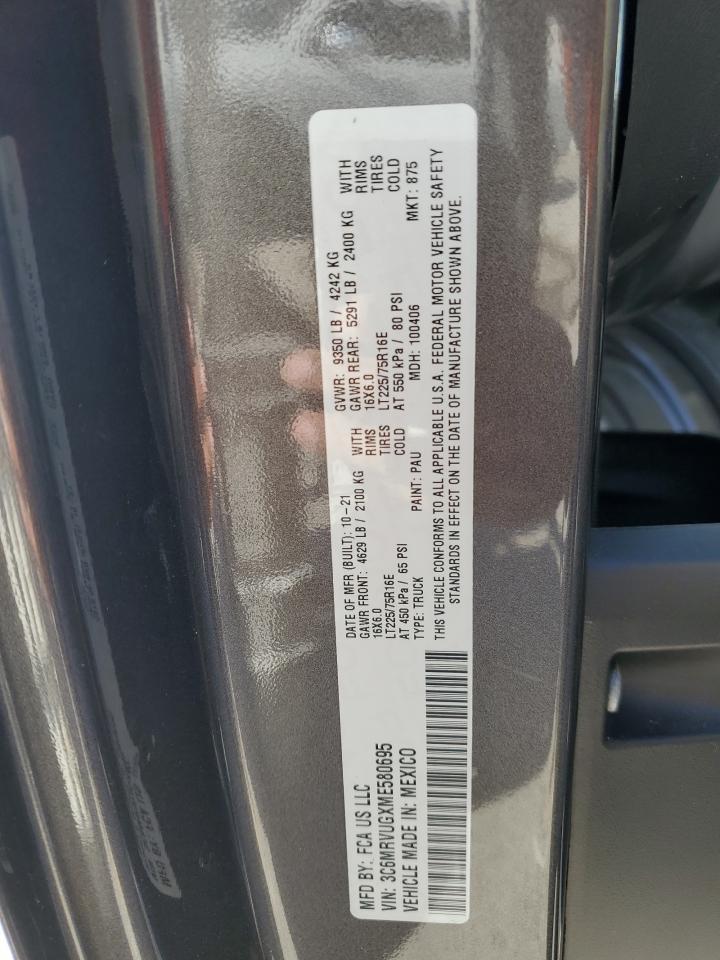 MFD BY: FCA US LLC
VIN: 3C6MRVUGXME580695
VEHICLE MADE IN: MEXICO
DATE OF MFR (BUILT): 10-21 GVWR: 9350 LB / 4242 KG
GAWR FRONT: 4629 LB / 2100 KG WITH GAWR REAR: 5291 LB / 2400 KG WITH
16X6.0 RIMS 16X6.0 RIMS
LT225/75R16E TIRES LT225/75R16E TIRES
AT 450 kPa / 65 PSI COLD AT 550 kPa / 80 PSI COLD
TYPE: TRUCK PAINT: PAU MDH: 100406 MKT: 875
THIS VEHICLE CONFORMS TO ALL APPLICABLE U.S.A. FEDERAL MOTOR VEHICLE SAFETY
STANDARDS IN EFFECT ON THE DATE OF MANUFACTURE SHOWN ABOVE.